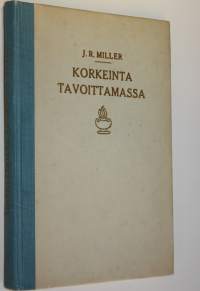 J. R. MILLER
KORKEINTA
TAVOITTAMASSA